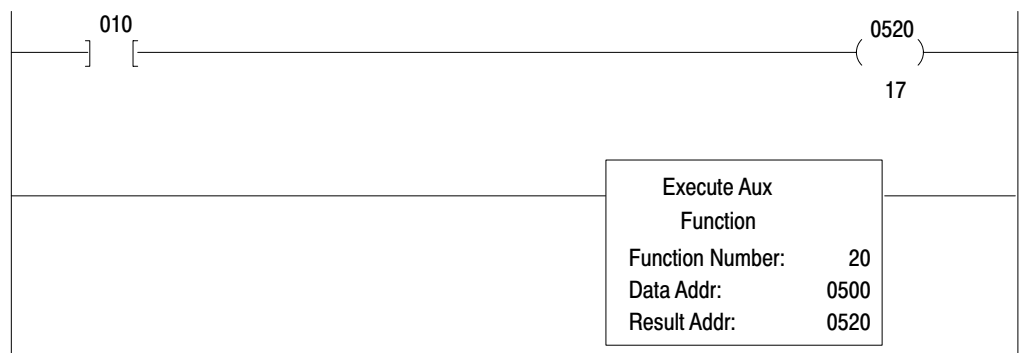 010
0520
17
Execute Aux
Function
Function Number: 20
Data Addr: 0500
Result Addr: 0520